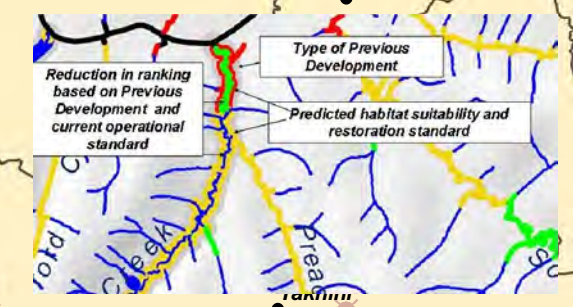 Type of Previous
Development
Reduction in ranking
based on Previous
Development and
current operational
standard
Predicted habitat suitability and
restoration standard
Creek